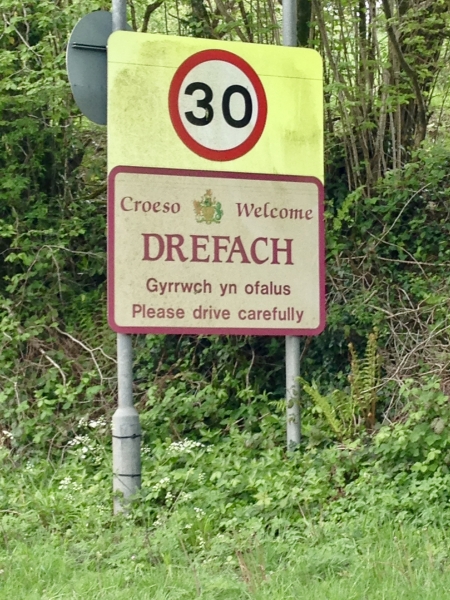 30
Croeso Welcome
DREFACH
Gyrrwch yn ofalus
Please drive carefully